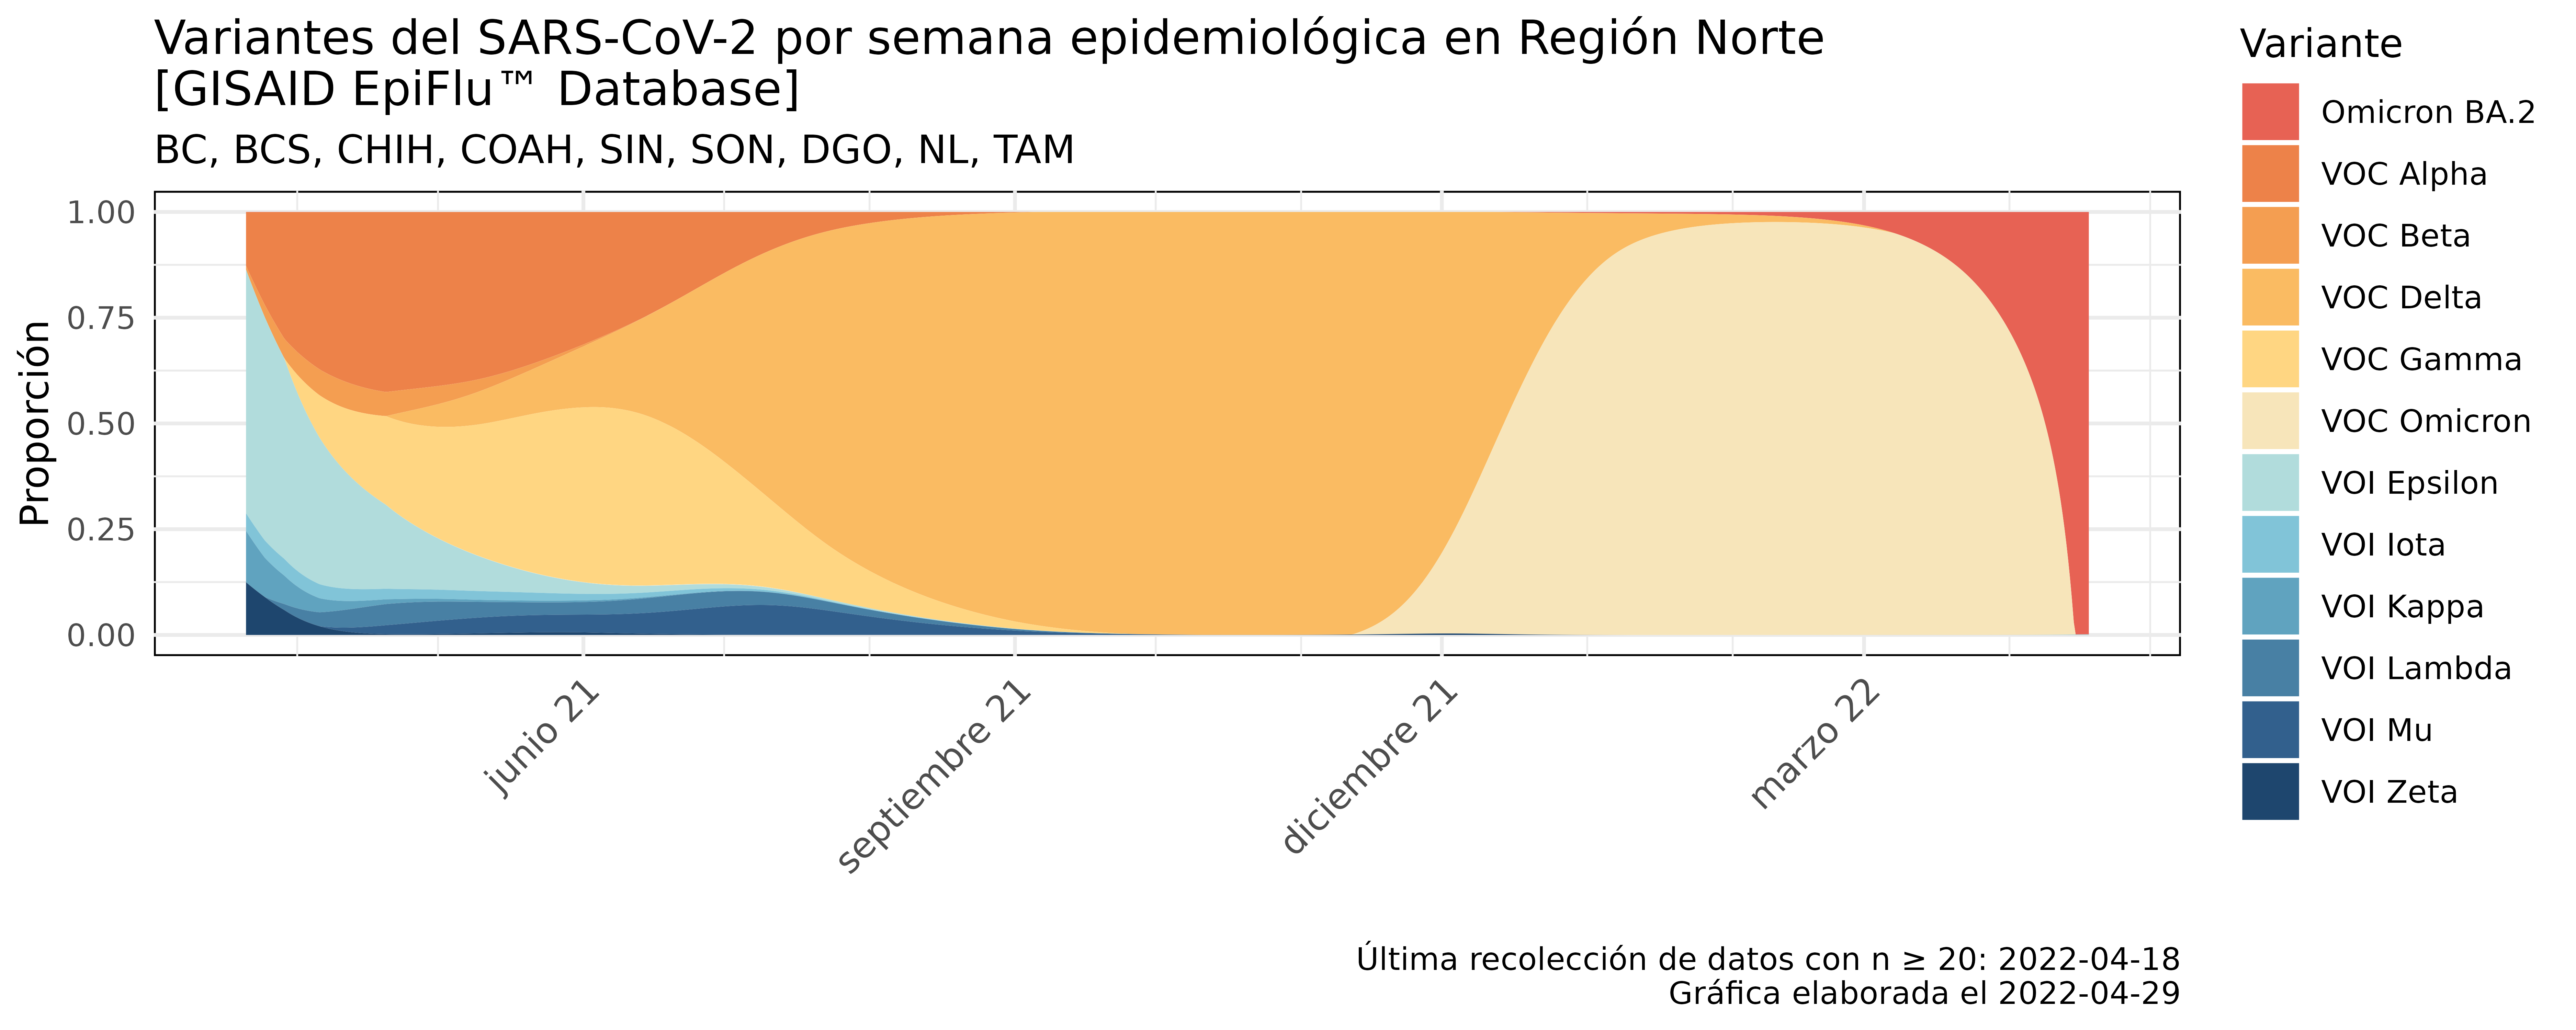 Variantes del SARS-CoV-2 por semana epidemiológica en Región Norte
[GISAID EpiFlu™ Database]
BC, BCS, CHIH, COAH, SIN, SON, DGO, NL, TAM
Proporción
1.00
0.75
0.50
0.25
0.00
junio 21
septiembre 21
diciembre 21
marzo 22
Variante
Omicron BA.2
VOC Alpha
VOC Beta
VOC Delta
VOC Gamma
VOC Omicron
VOI Epsilon
VOI Iota
VOI Kappa
VOI Lambda
VOI Mu
VOI Zeta
Última recolección de datos con n ≥ 20: 2022-04-18
Gráfica elaborada el 2022-04-29